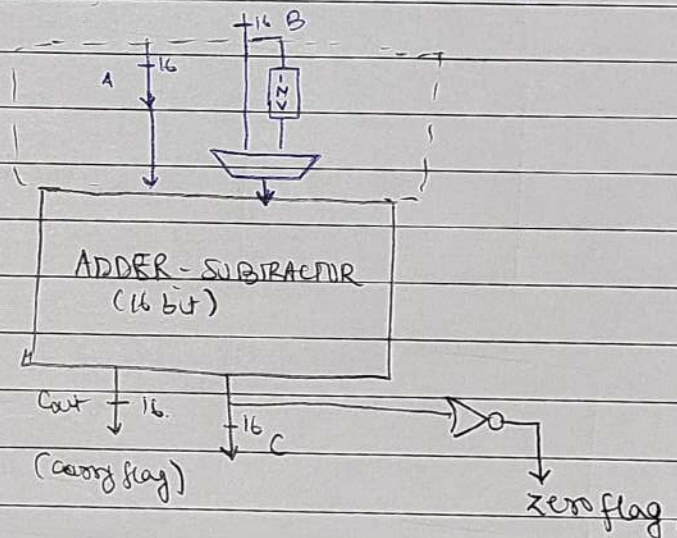 16 B
A
16
INV
ADDER - SUBTRACTOR
(16 bit)
Cout
16.
16
C
(Carry flag)
Zero flag